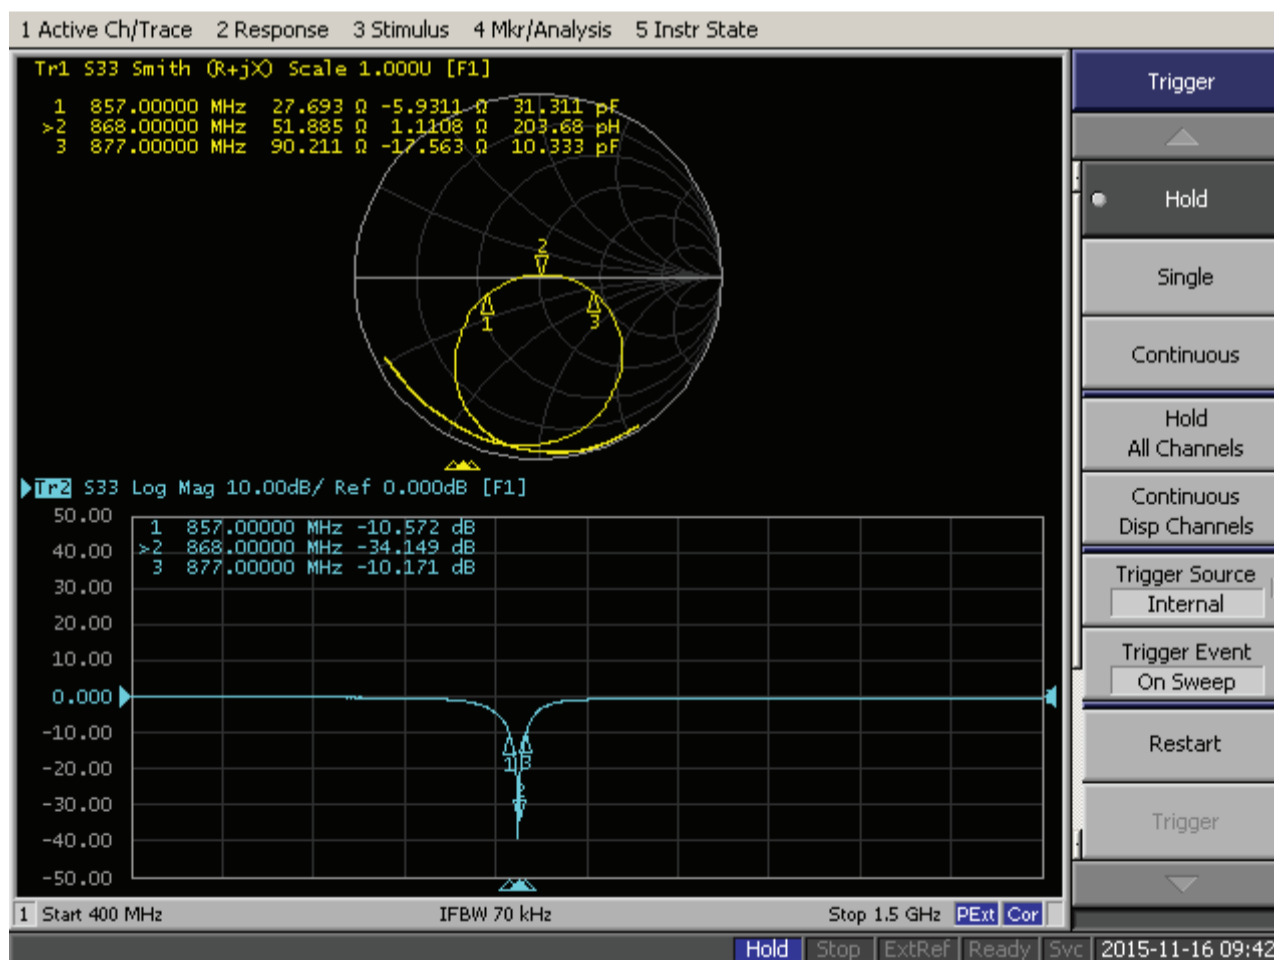 1 Active Ch/Trace 2 Response 3 Stimulus 4 Mkr/Analysis 5 Instr State
Tr1 S33 Smith (R+jX) Scale 1.000U [F1]
1 857.00000 MHz 27.693 Ω -5.9311 Ω 31.311 pF
>2 868.00000 MHz 51.885 Ω 1.1108 Ω 203.68 pH
3 877.00000 MHz 90.211 Ω -17.563 Ω 10.333 pF
2
1
3
Tr2 S33 Log Mag 10.00dB/ Ref 0.000dB [F1]
1 857.00000 MHz -10.572 dB
>2 868.00000 MHz -34.149 dB
3 877.00000 MHz -10.171 dB
50.00
40.00
30.00
20.00
10.00
0.000
-10.00
-20.00
-30.00
-40.00
-50.00
1 3
2
1 Start 400 MHz IFBW 70 kHz Stop 1.5 GHz PExt Cor
Trigger
Hold
Single
Continuous
Hold
All Channels
Continuous
Disp Channels
Trigger Source
Internal
Trigger Event
On Sweep
Restart
Trigger
Hold Stop ExtRef Ready Svc 2015-11-16 09:42